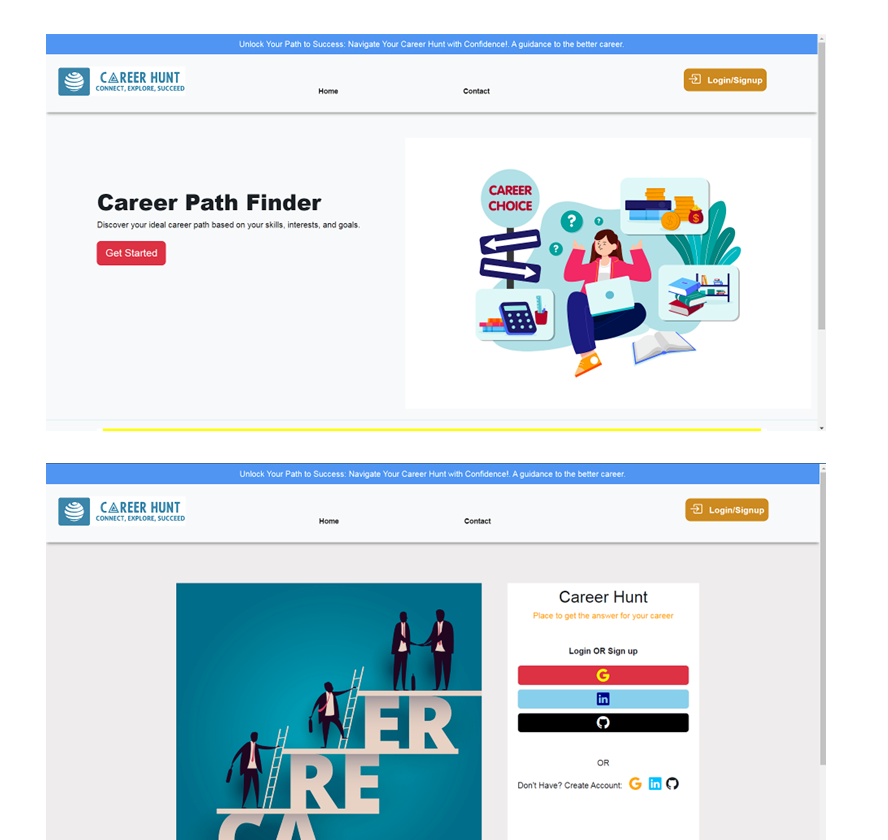 Unlock Your Path to Success: Navigate Your Career Hunt with Confidence!. A guidance to the better career.
CAREER HUNT
CONNECT, EXPLORE, SUCCEED
Home
Contact
Login/Signup
Career Path Finder
Discover your ideal career path based on your skills, interests, and goals.
Get Started
CAREER
CHOICE
?
?
?
$
Unlock Your Path to Success: Navigate Your Career Hunt with Confidence!. A guidance to the better career.
CAREER HUNT
CONNECT, EXPLORE, SUCCEED
Home
Contact
Login/Signup
CA
RE
ER
Career Hunt
Place to get the answer for your career
Login OR Sign up
G
in
OR
Don't Have? Create Account: G in